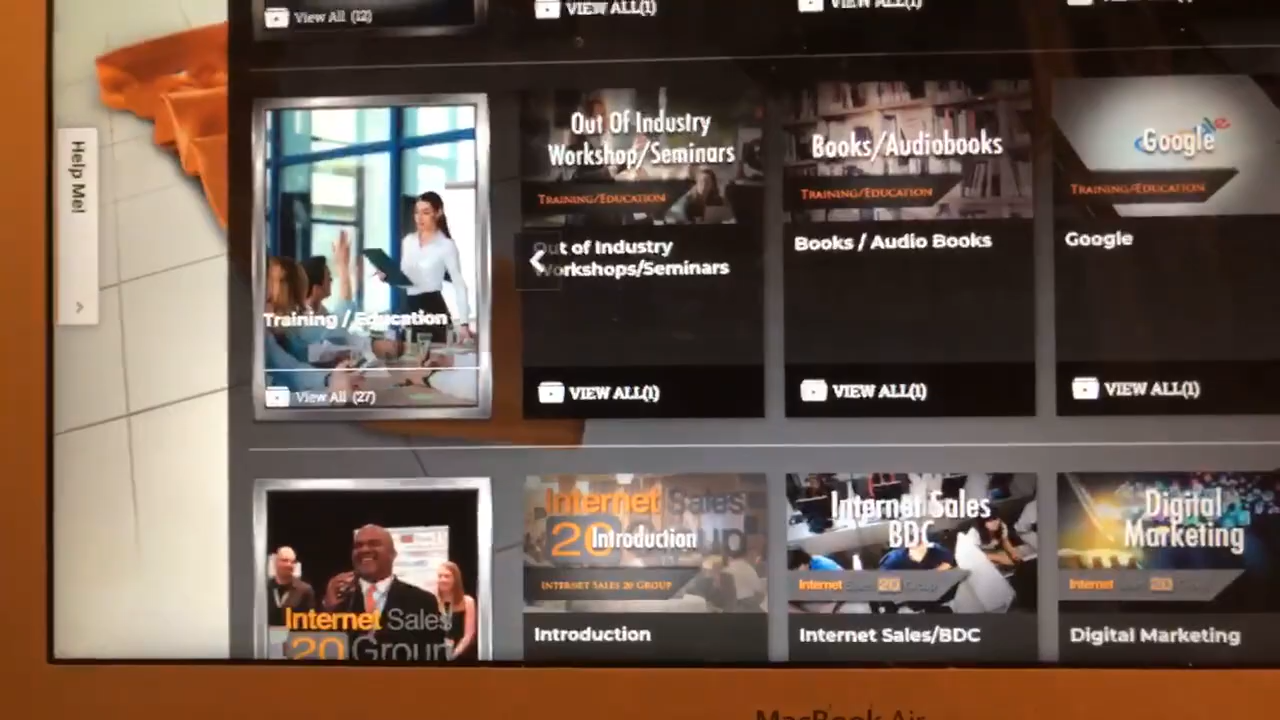 View All (12)
VIEW ALL(1)
VIEW ALL(1)
Help Me!
Training / Education
View All (27)
Out Of Industry
Workshop/Seminars
TRAINING/EDUCATION
Out of Industry
Workshops/Seminars
VIEW ALL(1)
Books/Audiobooks
TRAINING/EDUCATION
Books / Audio Books
VIEW ALL(1)
Google
TRAINING/EDUCATION
Google
VIEW ALL(1)
Internet Sales
20 Group
Internet Sales
20
Introduction
INTERNET SALES 20 GROUP
Introduction
Internet Sales
BDC
Internet Sales 20 Group
Internet Sales/BDC
Digital
Marketing
Internet 20
Digital Marketing
MacBook Air